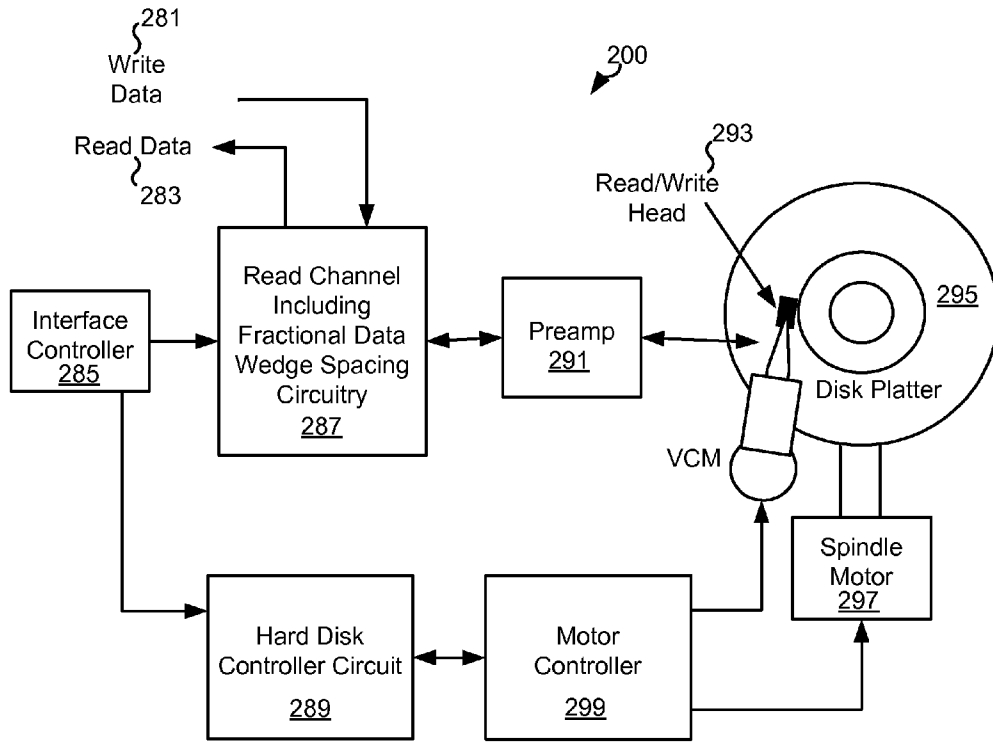 281
Write
Data
200
Read Data
283
293
Read/Write
Head
Interface
Controller
285
Read Channel
Including
Fractional Data
Wedge Spacing
Circuitry
287
Preamp
291
295
Disk Platter
VCM
Spindle
Motor
297
Hard Disk
Controller Circuit
289
Motor
Controller
299